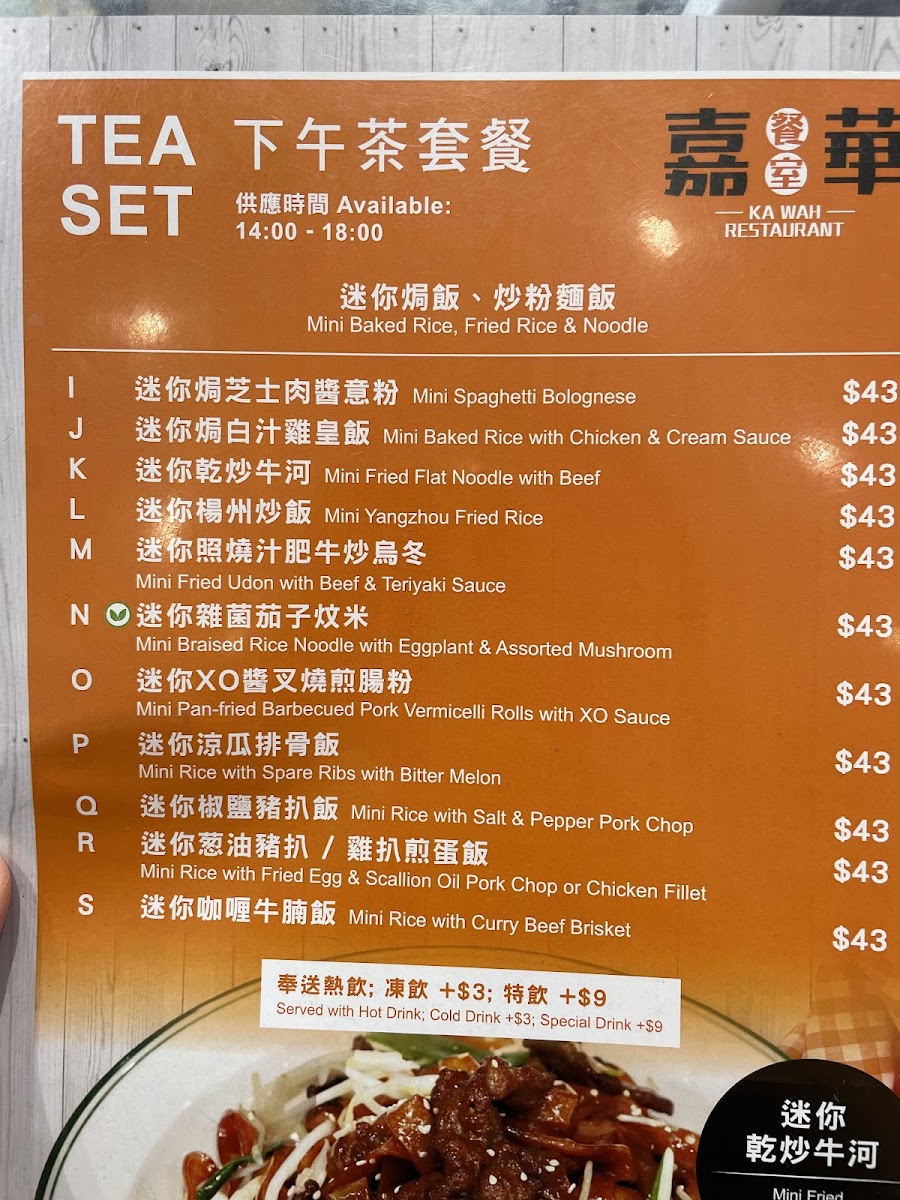 TEA SET
下午茶套餐
供應時間 Available:
14:00 - 18:00
嘉華餐室
KA WAH
RESTAURANT
迷你焗飯、炒粉麵飯
Mini Baked Rice, Fried Rice & Noodle
I 迷你焗芝士肉醬意粉 Mini Spaghetti Bolognese $43
J 迷你焗白汁雞皇飯 Mini Baked Rice with Chicken & Cream Sauce $43
K 迷你乾炒牛河 Mini Fried Flat Noodle with Beef $43
L 迷你楊州炒飯 Mini Yangzhou Fried Rice $43
M 迷你照燒汁肥牛炒烏冬 $43
Mini Fried Udon with Beef & Teriyaki Sauce
N 迷你雜菌茄子炆米 $43
Mini Braised Rice Noodle with Eggplant & Assorted Mushroom
O 迷你XO醬叉燒煎腸粉 $43
Mini Pan-fried Barbecued Pork Vermicelli Rolls with XO Sauce
P 迷你涼瓜排骨飯 $43
Mini Rice with Spare Ribs with Bitter Melon
Q 迷你椒鹽豬扒飯 Mini Rice with Salt & Pepper Pork Chop $43
R 迷你葱油豬扒 / 雞扒煎蛋飯 $43
Mini Rice with Fried Egg & Scallion Oil Pork Chop or Chicken Fillet
S 迷你咖喱牛腩飯 Mini Rice with Curry Beef Brisket $43
奉送熱飲; 凍飲 +$3; 特飲 +$9
Served with Hot Drink; Cold Drink +$3; Special Drink +$9
迷你
乾炒牛河
Mini Fried